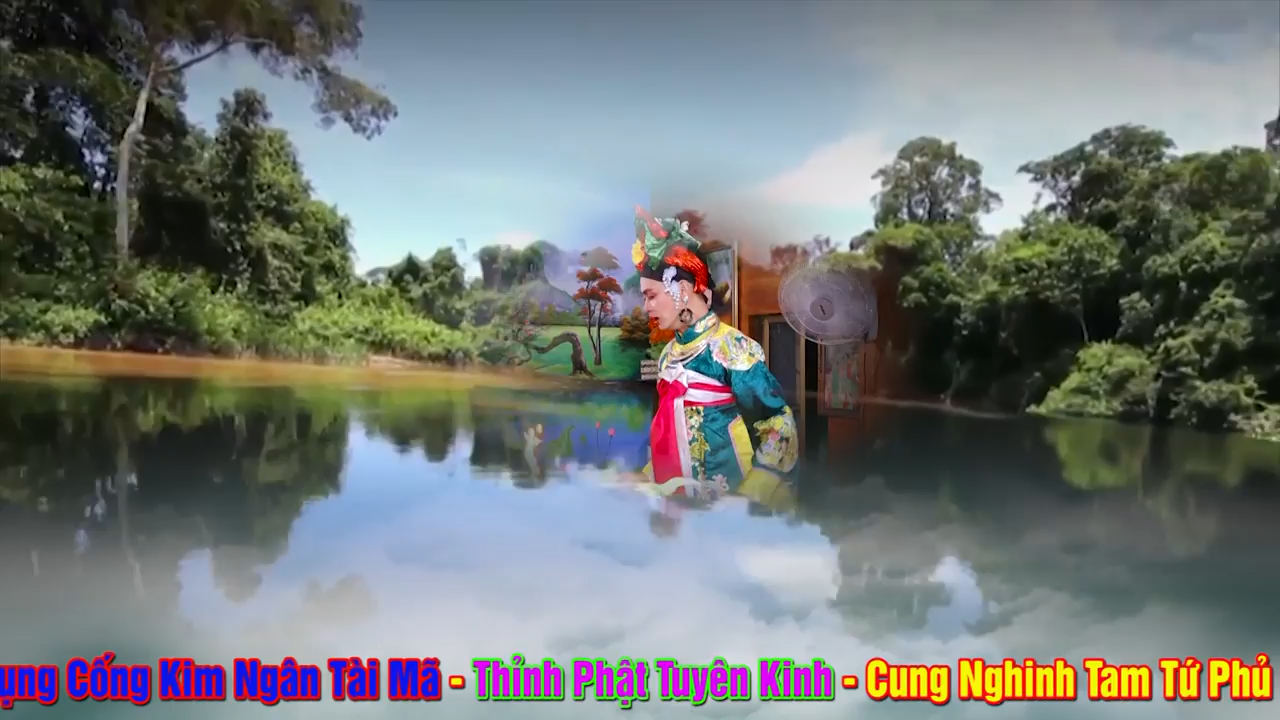 Cống Kim Ngân Tài Mã - Thỉnh Phật Tuyên Kinh - Cung Nghinh Tam Tứ Phủ